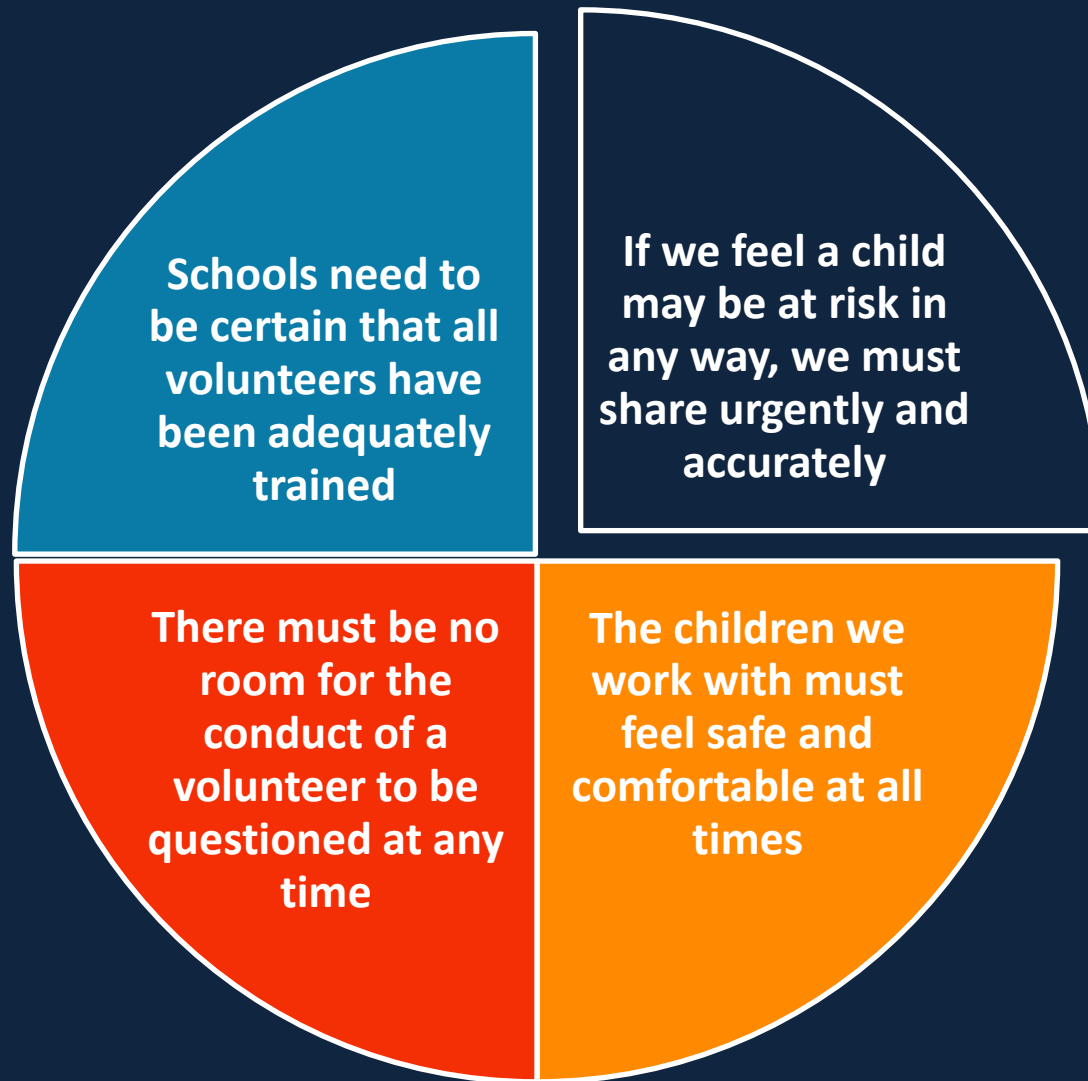 Schools need to
be certain that all
volunteers have
been adequately
trained
If we feel a child
may be at risk in
any way, we must
share urgently and
accurately
There must be no
room for the
conduct of a
volunteer to be
questioned at any
time
The children we
work with must
feel safe and
comfortable at all
times